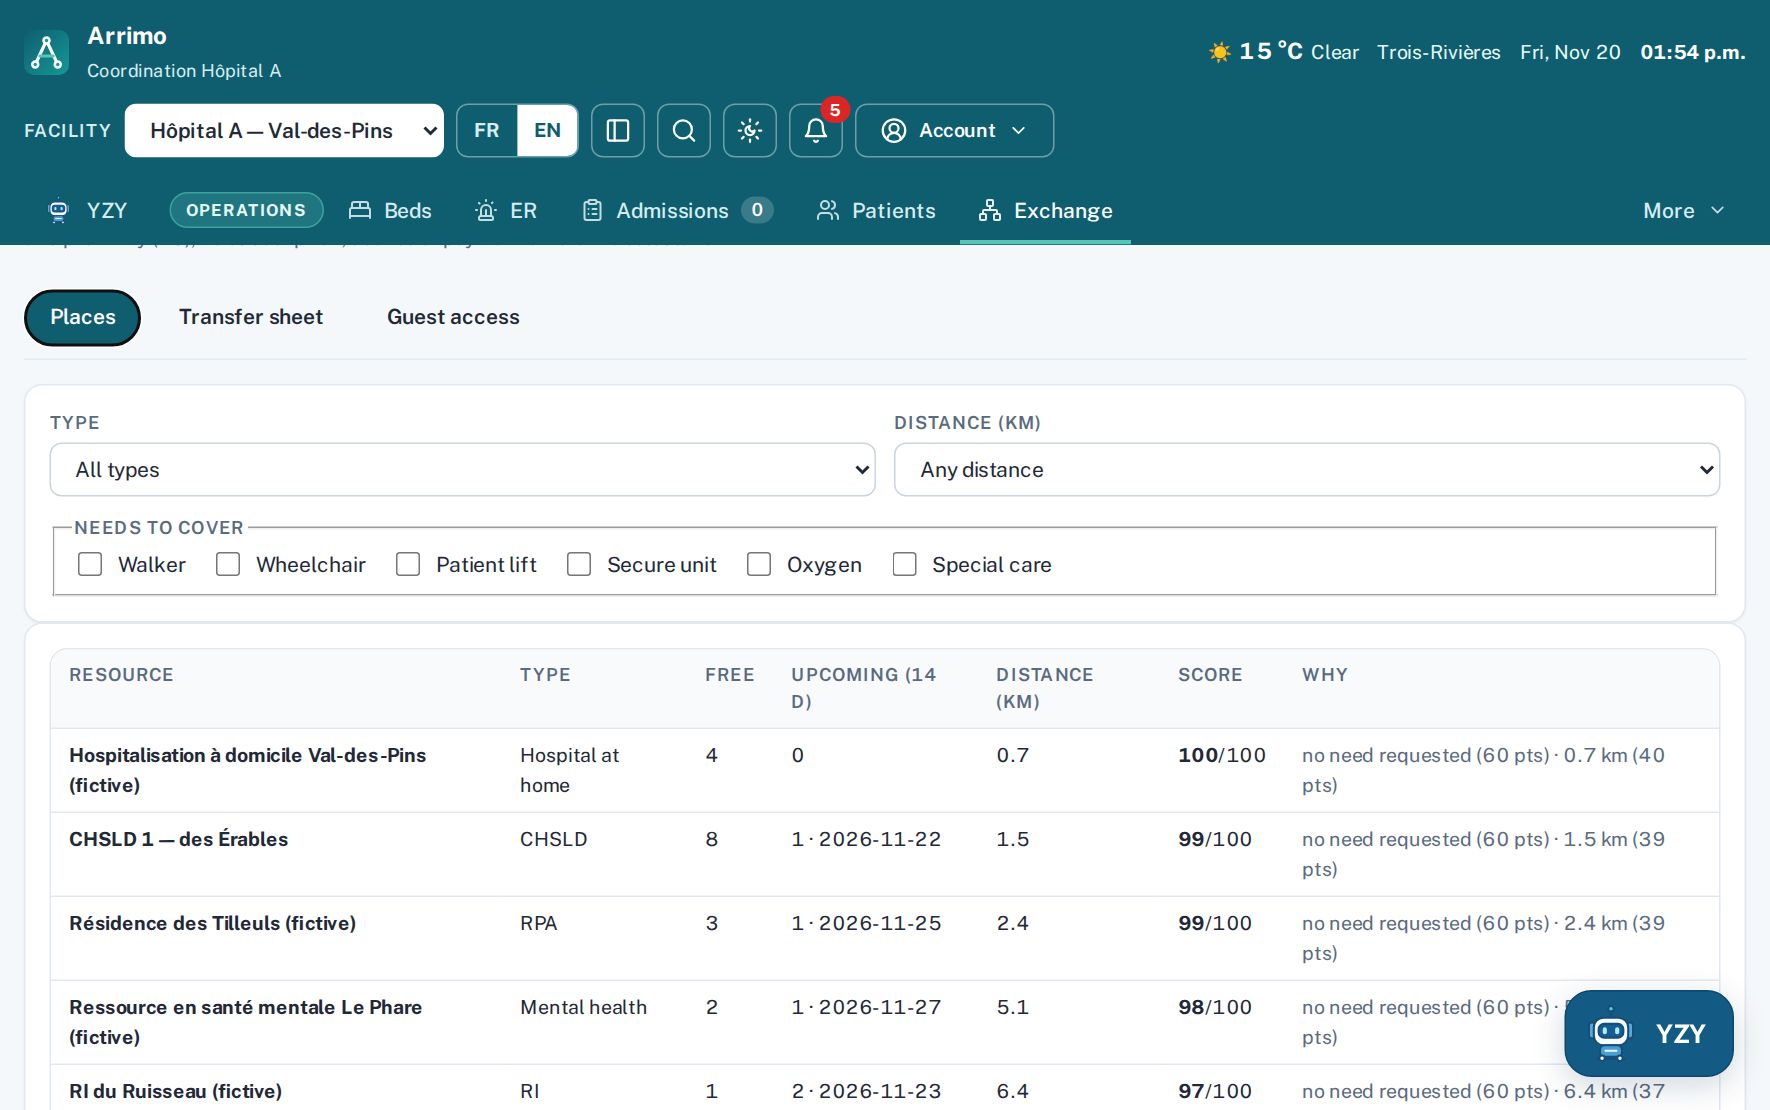 Arrimo
Coordination Hôpital A
15 °C Clear Trois-Rivières Fri, Nov 20 01:54 p.m.
FACILITY Hôpital A — Val-des-Pins FR EN 5 Account
YZY OPERATIONS Beds ER Admissions 0 Patients Exchange More
Places Transfer sheet Guest access
TYPE DISTANCE (KM)
All types Any distance
NEEDS TO COVER
Walker Wheelchair Patient lift Secure unit Oxygen Special care
RESOURCE TYPE FREE UPCOMING (14 D) DISTANCE (KM) SCORE WHY
Hospitalisation à domicile Val-des-Pins (fictive) Hospital at home 4 0 0.7 100/100 no need requested (60 pts) · 0.7 km (40 pts)
CHSLD 1 — des Érables CHSLD 8 1 · 2026-11-22 1.5 99/100 no need requested (60 pts) · 1.5 km (39 pts)
Résidence des Tilleuls (fictive) RPA 3 1 · 2026-11-25 2.4 99/100 no need requested (60 pts) · 2.4 km (39 pts)
Ressource en santé mentale Le Phare (fictive) Mental health 2 1 · 2026-11-27 5.1 98/100 no need requested (60 pts) · pts)
RI du Ruisseau (fictive) RI 1 2 · 2026-11-23 6.4 97/100 no need requested (60 pts) · 6.4 km (37
YZY